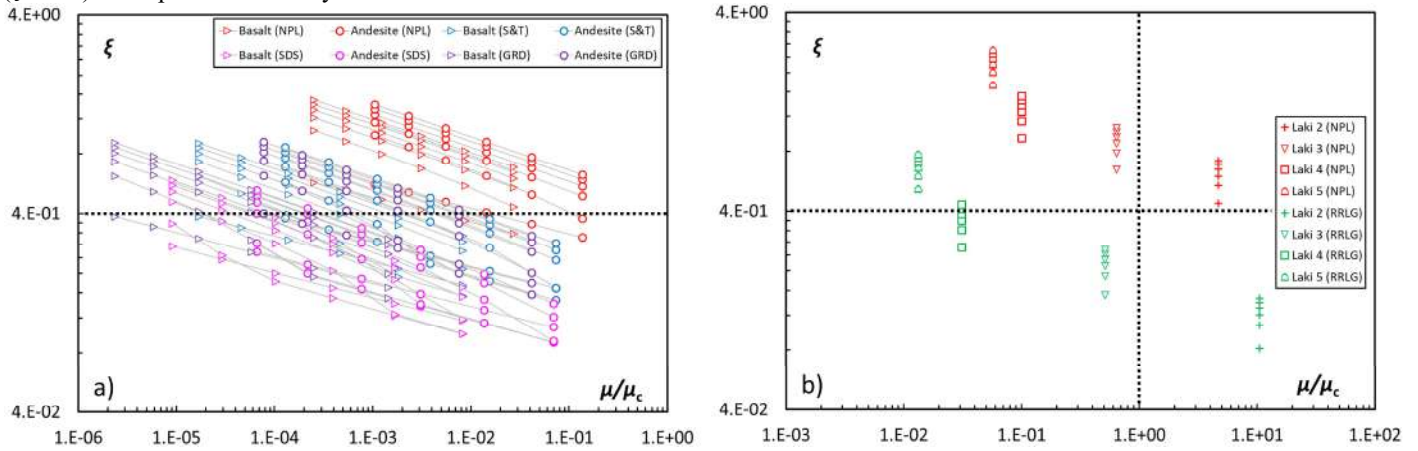 4.E+00
4.E-01
4.E-02
ξ
Basalt (NPL) Andesite (NPL) Basalt (S&T) Andesite (S&T)
Basalt (SDS) Andesite (SDS) Basalt (GRD) Andesite (GRD)
a)
μ/μc
1.E-06 1.E-05 1.E-04 1.E-03 1.E-02 1.E-01 1.E+00
4.E+00
4.E-01
4.E-02
ξ
Laki 2 (NPL)
Laki 3 (NPL)
Laki 4 (NPL)
Laki 5 (NPL)
Laki 2 (RRLG)
Laki 3 (RRLG)
Laki 4 (RRLG)
Laki 5 (RRLG)
b)
μ/μc
1.E-03 1.E-02 1.E-01 1.E+00 1.E+01 1.E+02